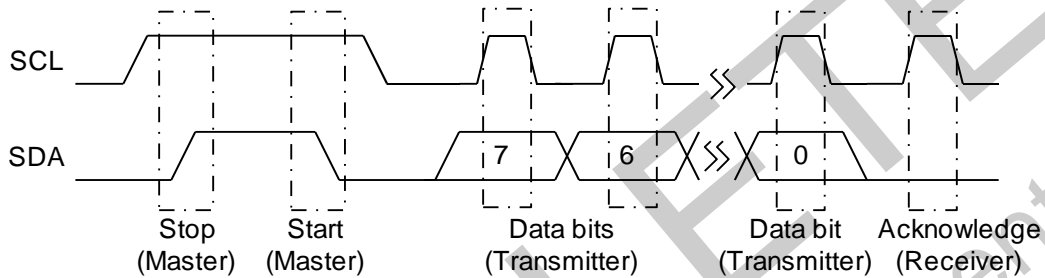 SCL
SDA
7 6 0
Stop Start Data bits Data bit Acknowledge
(Master) (Master) (Transmitter) (Transmitter) (Receiver)